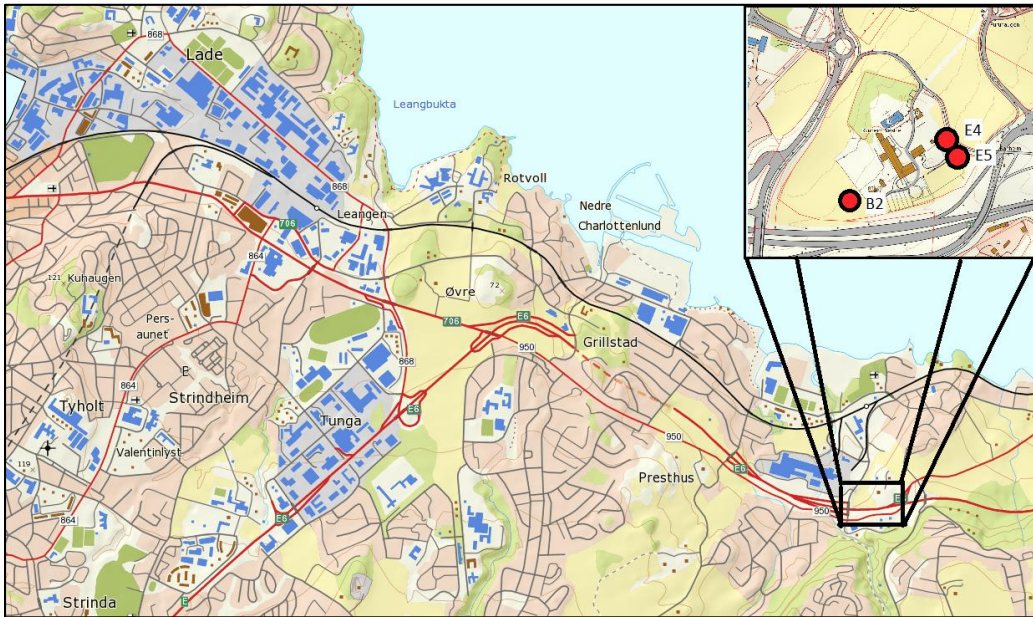 868
Lade
Leangbukta
E4
E5
B2
Rotvoll
868
Leangen
Nedre
Charlottenlund
706
864
121
Kuhaugen
Øvre
72
Pers-
aunet
706
E6
Grillstad
950
868
864
Strindheim
E6
Tyholt
Tunga
950
Valentinlyst
119
Presthus
E6
864
E6
950
Strinda